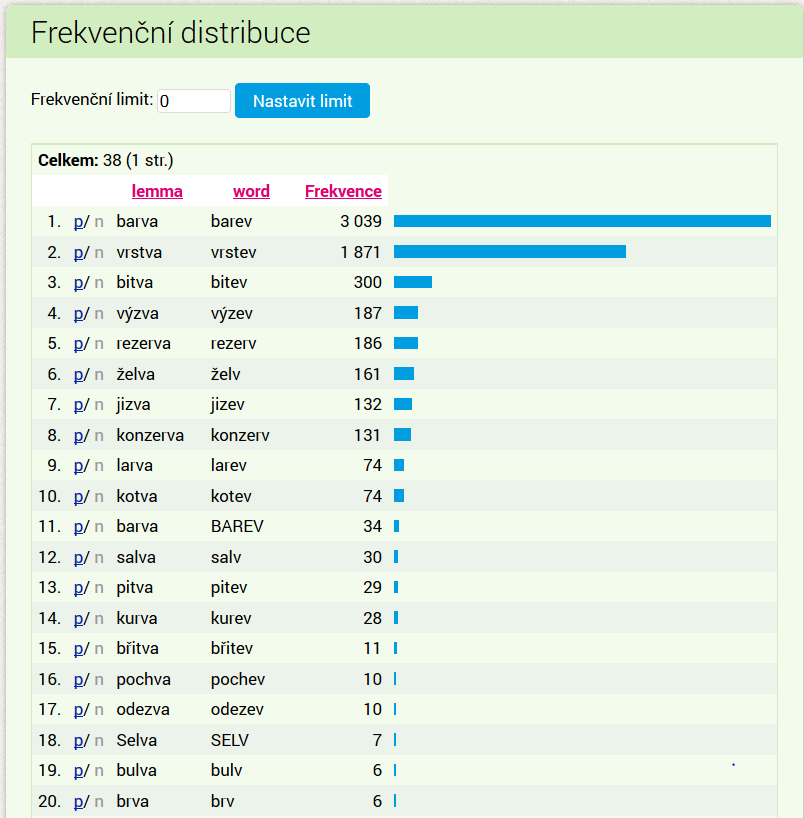 Frekvenční distribuce
Frekvenční limit: 0 Nastavit limit
Celkem: 38 (1 str.)
lemma word Frekvence
1. p/ n barva barev 3 039
2. p/ n vrstva vrstev 1 871
3. p/ n bitva bitev 300
4. p/ n výzva výzev 187
5. p/ n rezerva rezerv 186
6. p/ n želva želv 161
7. p/ n jizva jizev 132
8. p/ n konzerva konzerv 131
9. p/ n larva larev 74
10. p/ n kotva kotev 74
11. p/ n barva BAREV 34
12. p/ n salva salv 30
13. p/ n pitva pitev 29
14. p/ n kurva kurev 28
15. p/ n břitva břitev 11
16. p/ n pochva pochev 10
17. p/ n odezva odezev 10
18. p/ n Selva SELV 7
19. p/ n bulva bulv 6
20. p/ n brva brv 6